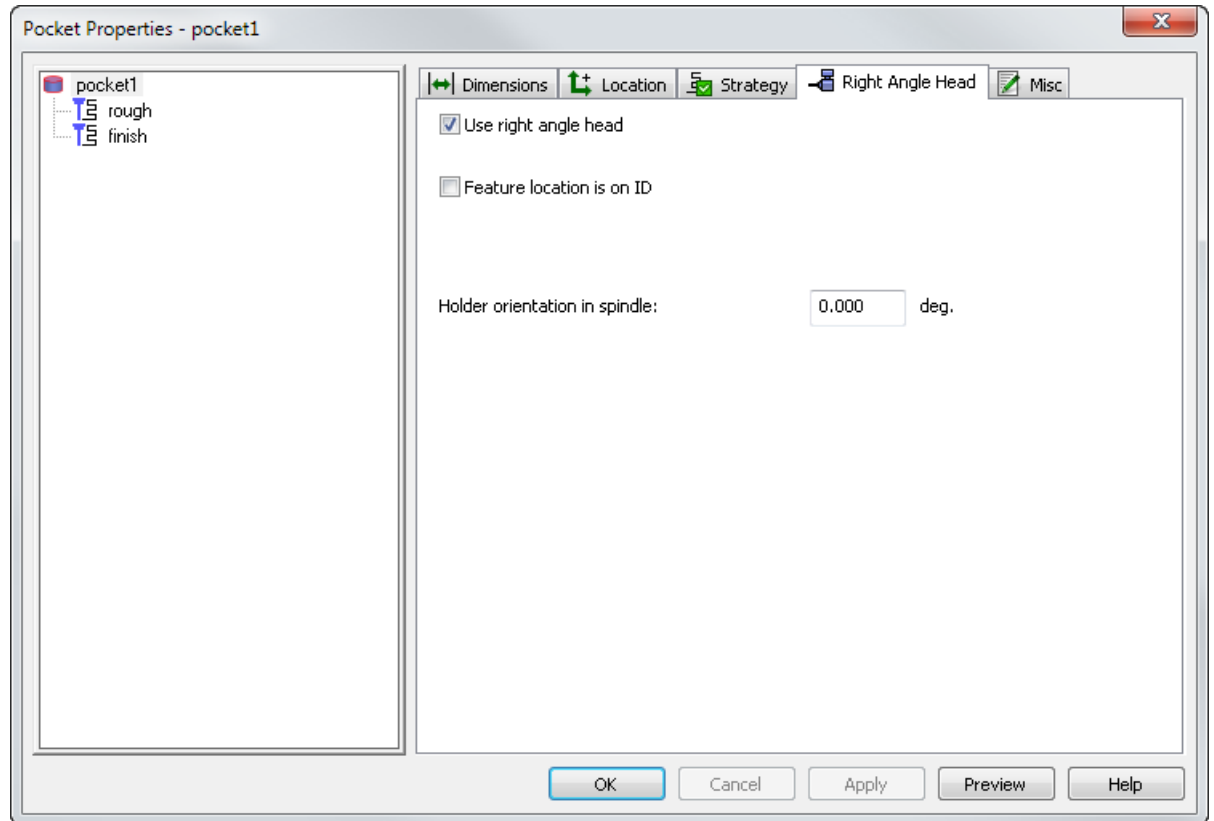 Pocket Properties - pocket1
pocket1
rough
finish
Dimensions Location Strategy Right Angle Head Misc
Use right angle head
Feature location is on ID
Holder orientation in spindle: 0.000 deg.
OK Cancel Apply Preview Help